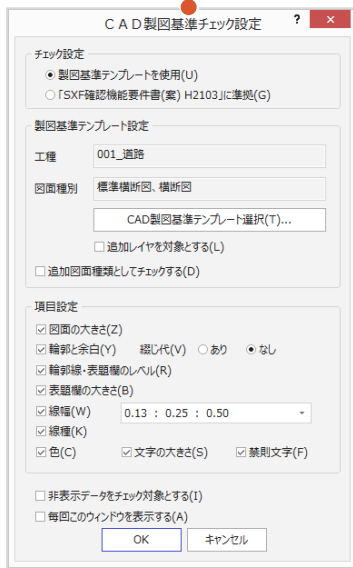 CAD製図基準チェック設定 ? ×
チェック設定
製図基準テンプレートを使用(U)
「SXF確認機能要件書(案) H2103」に準拠(G)
製図基準テンプレート設定
工種 001_道路
図面種別 標準横断図、横断図
CAD製図基準テンプレート選択(T)...
追加レイヤを対象とする(L)
追加図面種類としてチェックする(D)
項目設定
図面の大きさ(Z)
輪郭と余白(Y) 綴じ代(V) あり なし
輪郭線・表題欄のレベル(R)
表題欄の大きさ(B)
線幅(W) 0.13 : 0.25 : 0.50
線種(K)
色(C) 文字の大きさ(S) 禁則文字(F)
非表示データをチェック対象とする(I)
毎回このウィンドウを表示する(A)
OK キャンセル